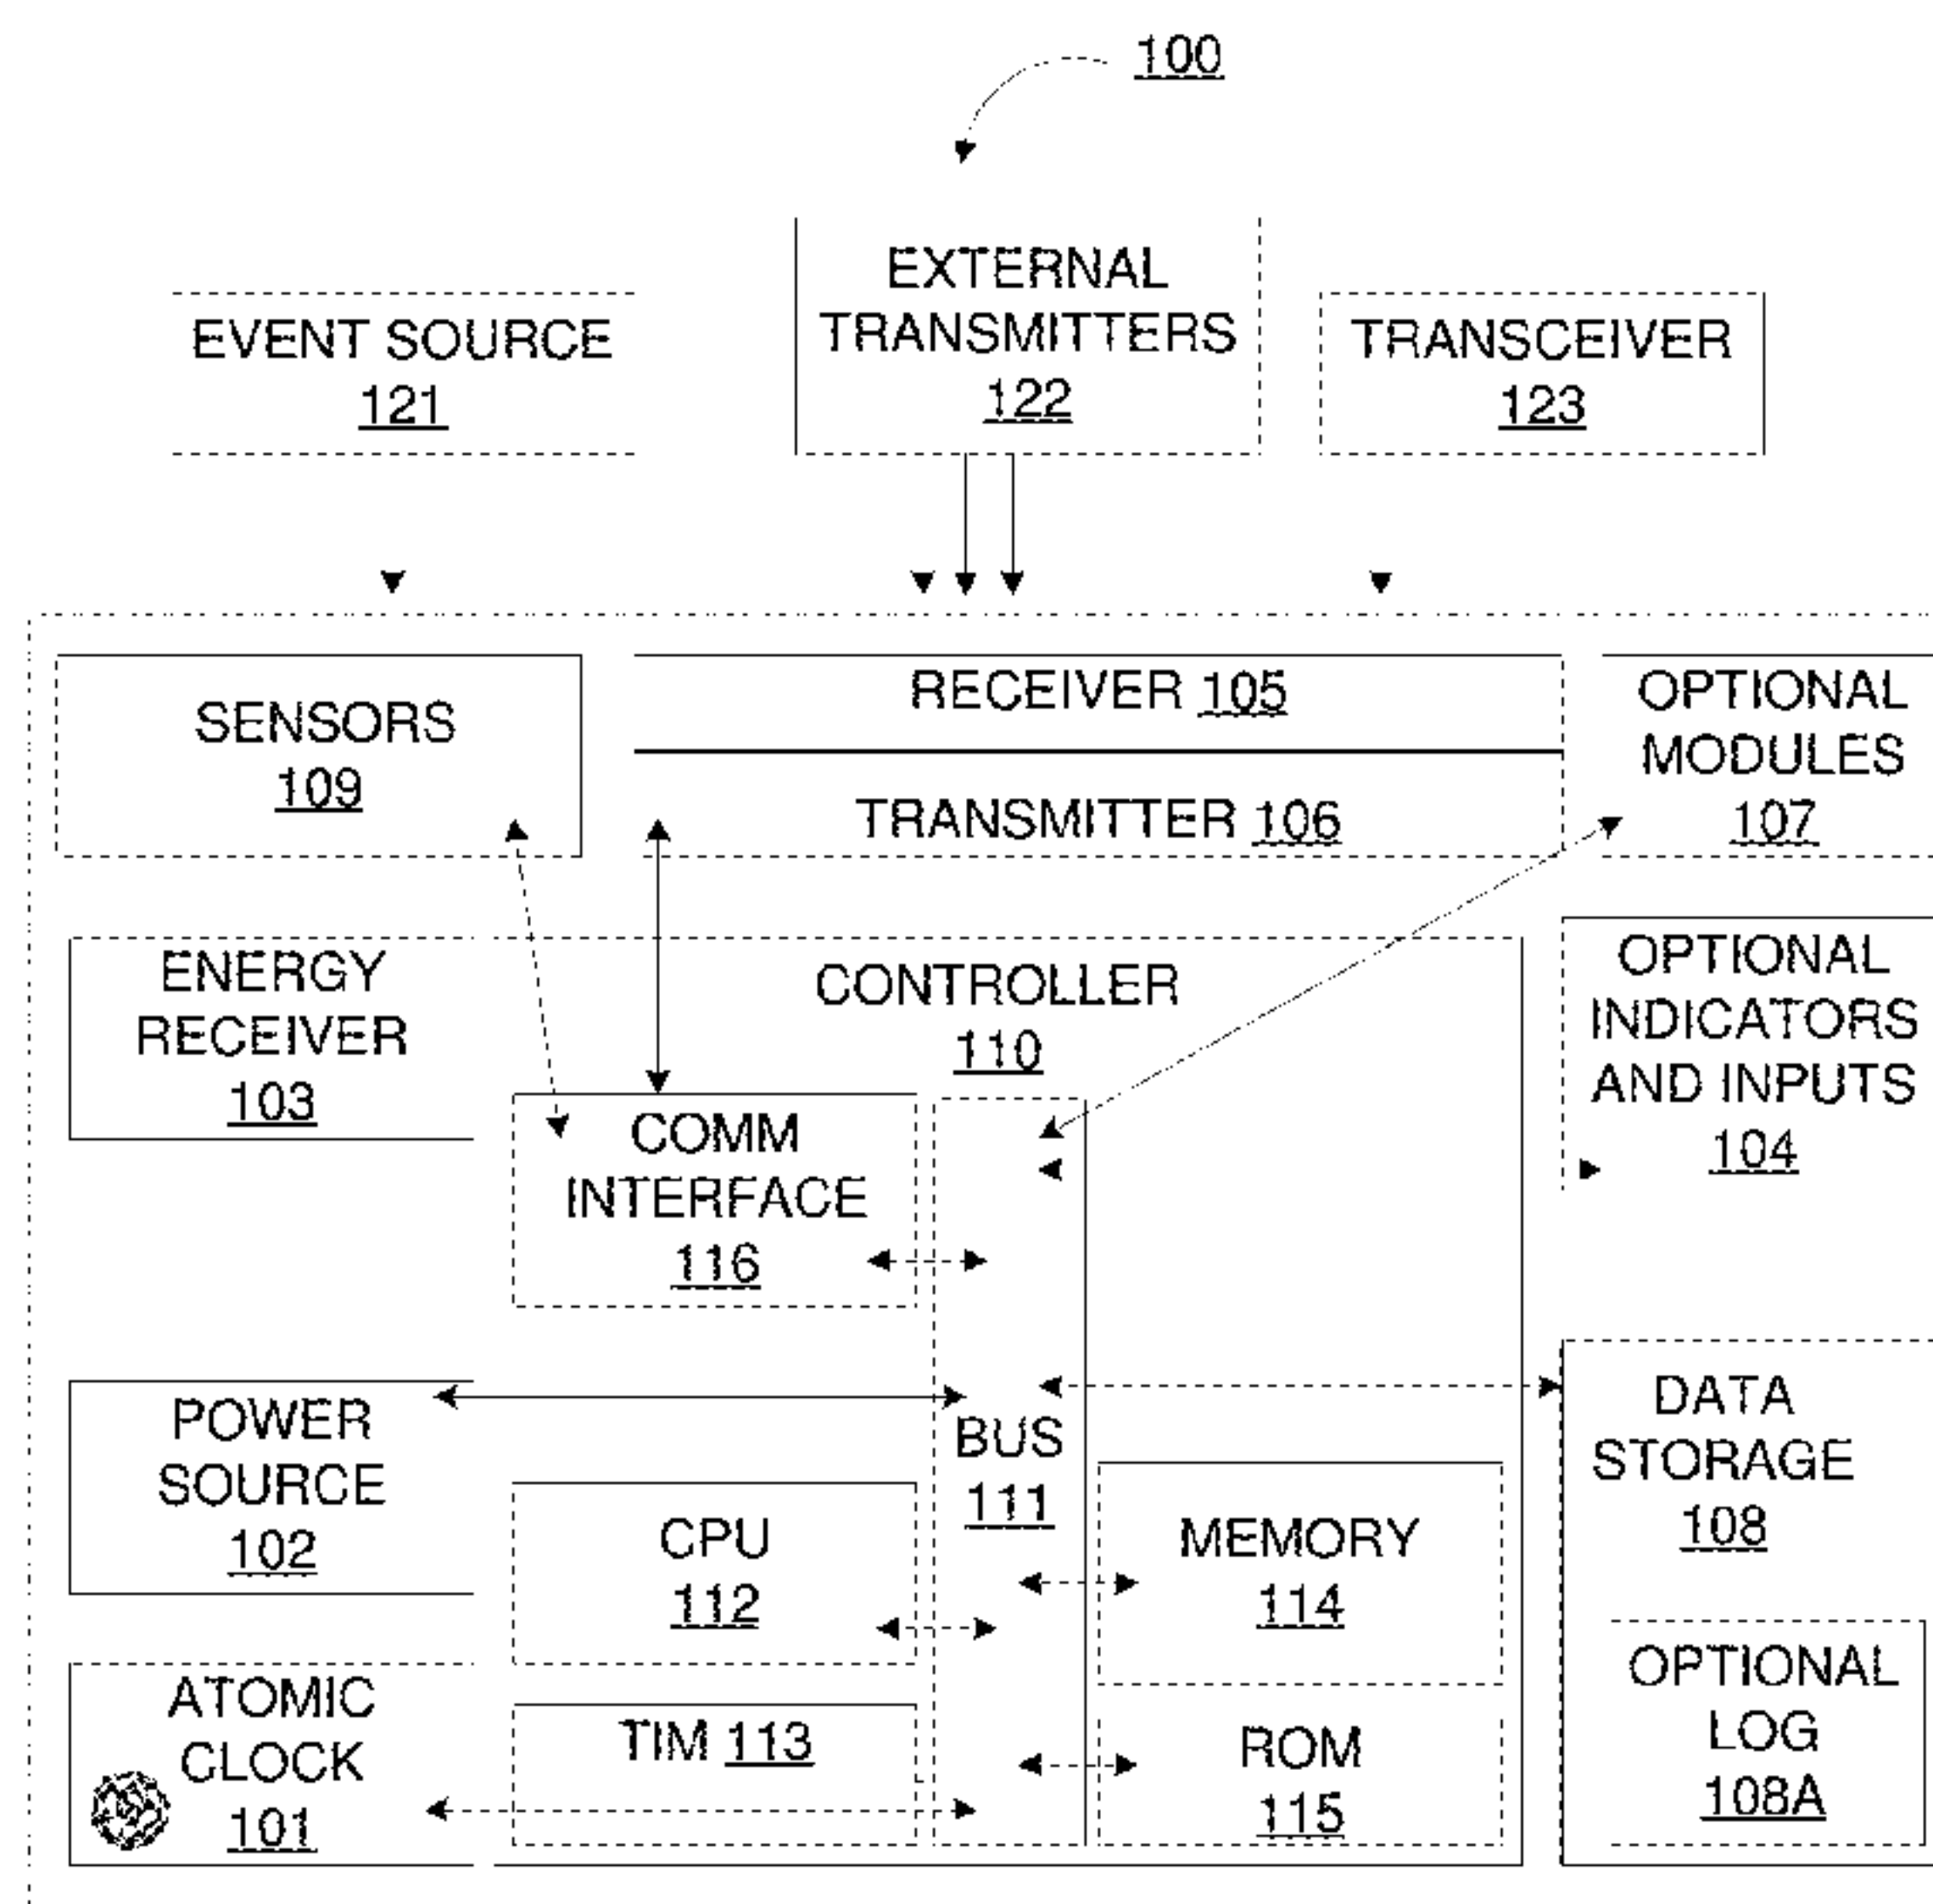 100
EVENT SOURCE
121
EXTERNAL
TRANSMITTERS
122
TRANSCEIVER
123
SENSORS
109
RECEIVER 105
TRANSMITTER 106
OPTIONAL
MODULES
107
ENERGY
RECEIVER
103
CONTROLLER
110
OPTIONAL
INDICATORS
AND INPUTS
104
COMM
INTERFACE
116
POWER
SOURCE
102
BUS
111
CPU
112
MEMORY
114
DATA
STORAGE
108
ATOMIC
CLOCK
101
TIM 113
ROM
115
OPTIONAL
LOG
108A